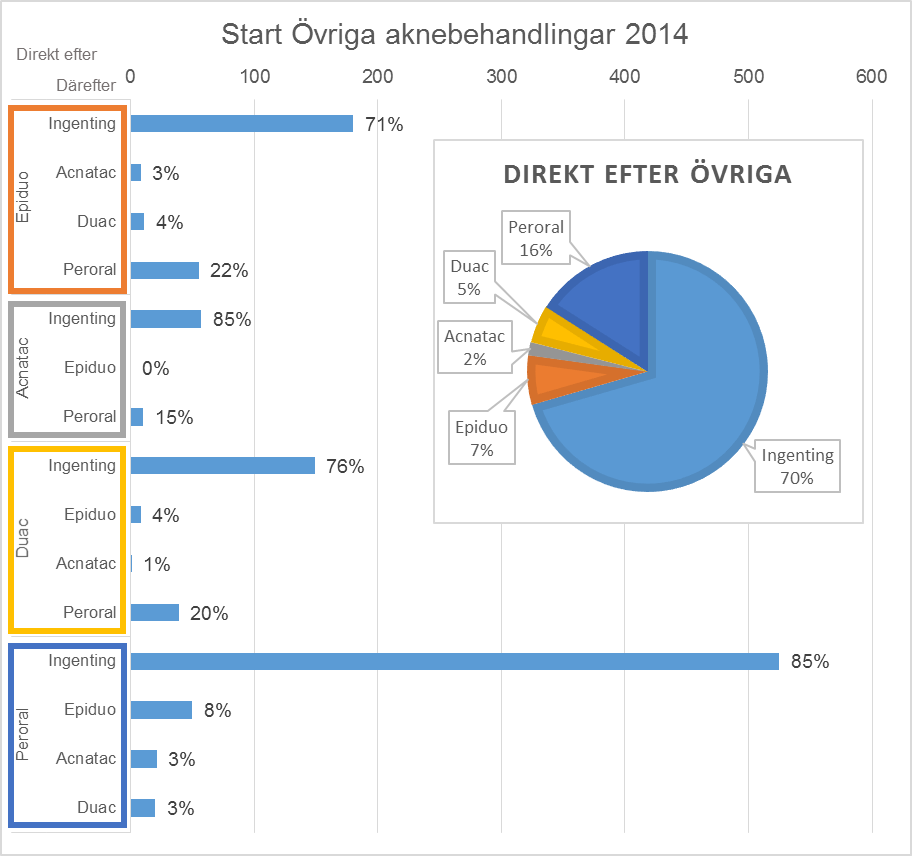 Start Övriga aknebehandlingar 2014
Direkt efter
Därefter
0 100 200 300 400 500 600
Epiduo
Ingenting 71%
Acnatac 3%
Duac 4%
Peroral 22%
Acnatac
Ingenting 85%
Epiduo 0%
Peroral 15%
Duac
Ingenting 76%
Epiduo 4%
Acnatac 1%
Peroral 20%
Peroral
Ingenting 85%
Epiduo 8%
Acnatac 3%
Duac 3%
DIREKT EFTER ÖVRIGA
Peroral
16%
Duac
5%
Acnatac
2%
Epiduo
7%
Ingenting
70%